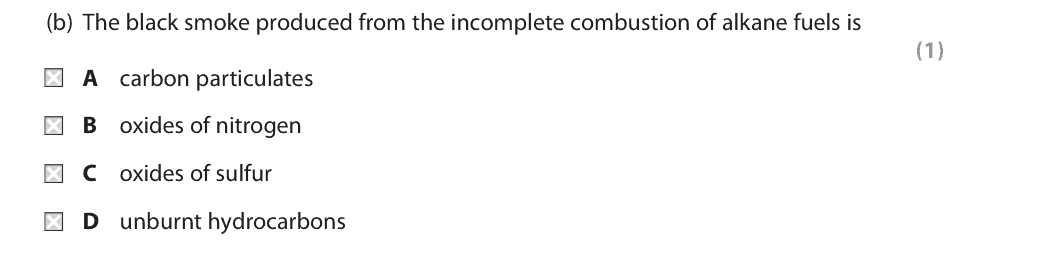 (b) The black smoke produced from the incomplete combustion of alkane fuels is
(1)
A carbon particulates
B oxides of nitrogen
C oxides of sulfur
D unburnt hydrocarbons